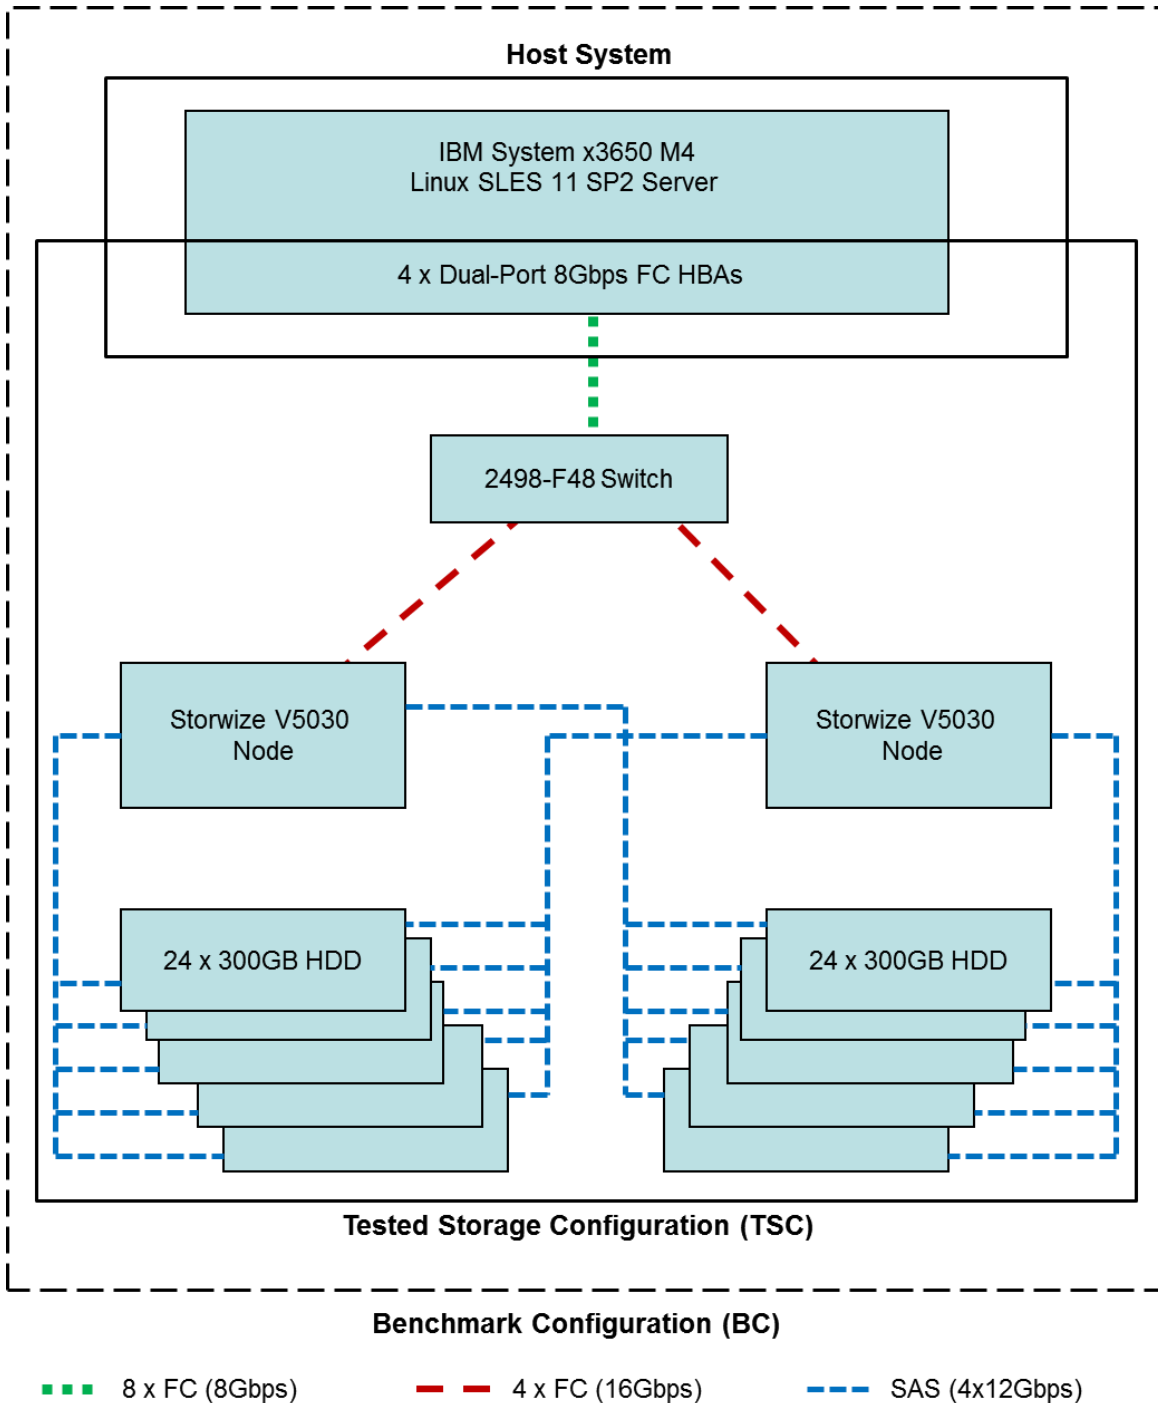 Host System
IBM System x3650 M4
Linux SLES 11 SP2 Server
4 x Dual-Port 8Gbps FC HBAs
2498-F48 Switch
Storwize V5030
Node
Storwize V5030
Node
24 x 300GB HDD
24 x 300GB HDD
Tested Storage Configuration (TSC)
Benchmark Configuration (BC)
8 x FC (8Gbps)
4 x FC (16Gbps)
SAS (4x12Gbps)